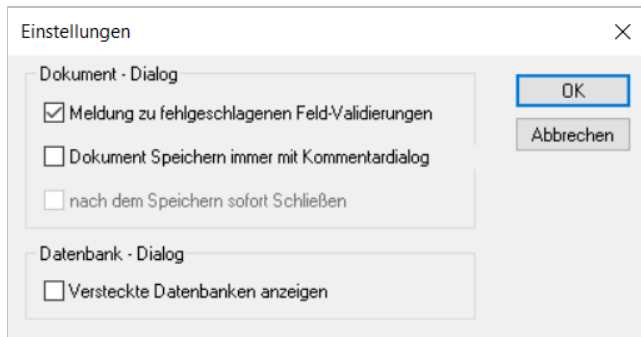 Einstellungen
Dokument - Dialog
Meldung zu fehlgeschlagenen Feld-Validierungen
Dokument Speichern immer mit Kommentardialog
nach dem Speichern sofort Schließen
Datenbank - Dialog
Versteckte Datenbanken anzeigen
OK
Abbrechen